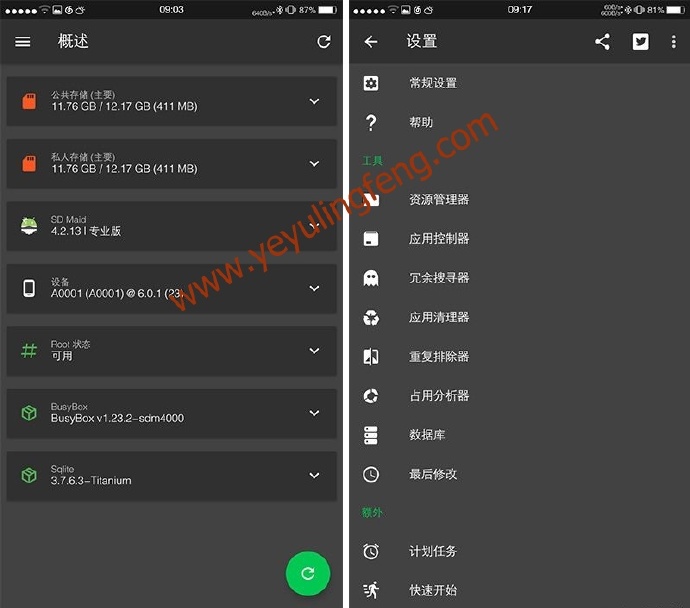 09:03
640B/s
87%
概述
公共存储 (主要)
11.76 GB / 12.17 GB (411 MB)
私人存储 (主要)
11.76 GB / 12.17 GB (411 MB)
SD Maid
4.2.13 | 专业版
设备
A0001 (A0001) @ 6.0.1 (23)
Root 状态
可用
BusyBox
BusyBox v1.23.2-sdm4000
Sqlite
3.7.6.3-Titanium
09:17
81%
设置
常规设置
帮助
工具
资源管理器
应用控制器
冗余搜寻器
应用清理器
重复排除器
占用分析器
数据库
最后修改
额外
计划任务
快速开始
www.yeyulingfeng.com